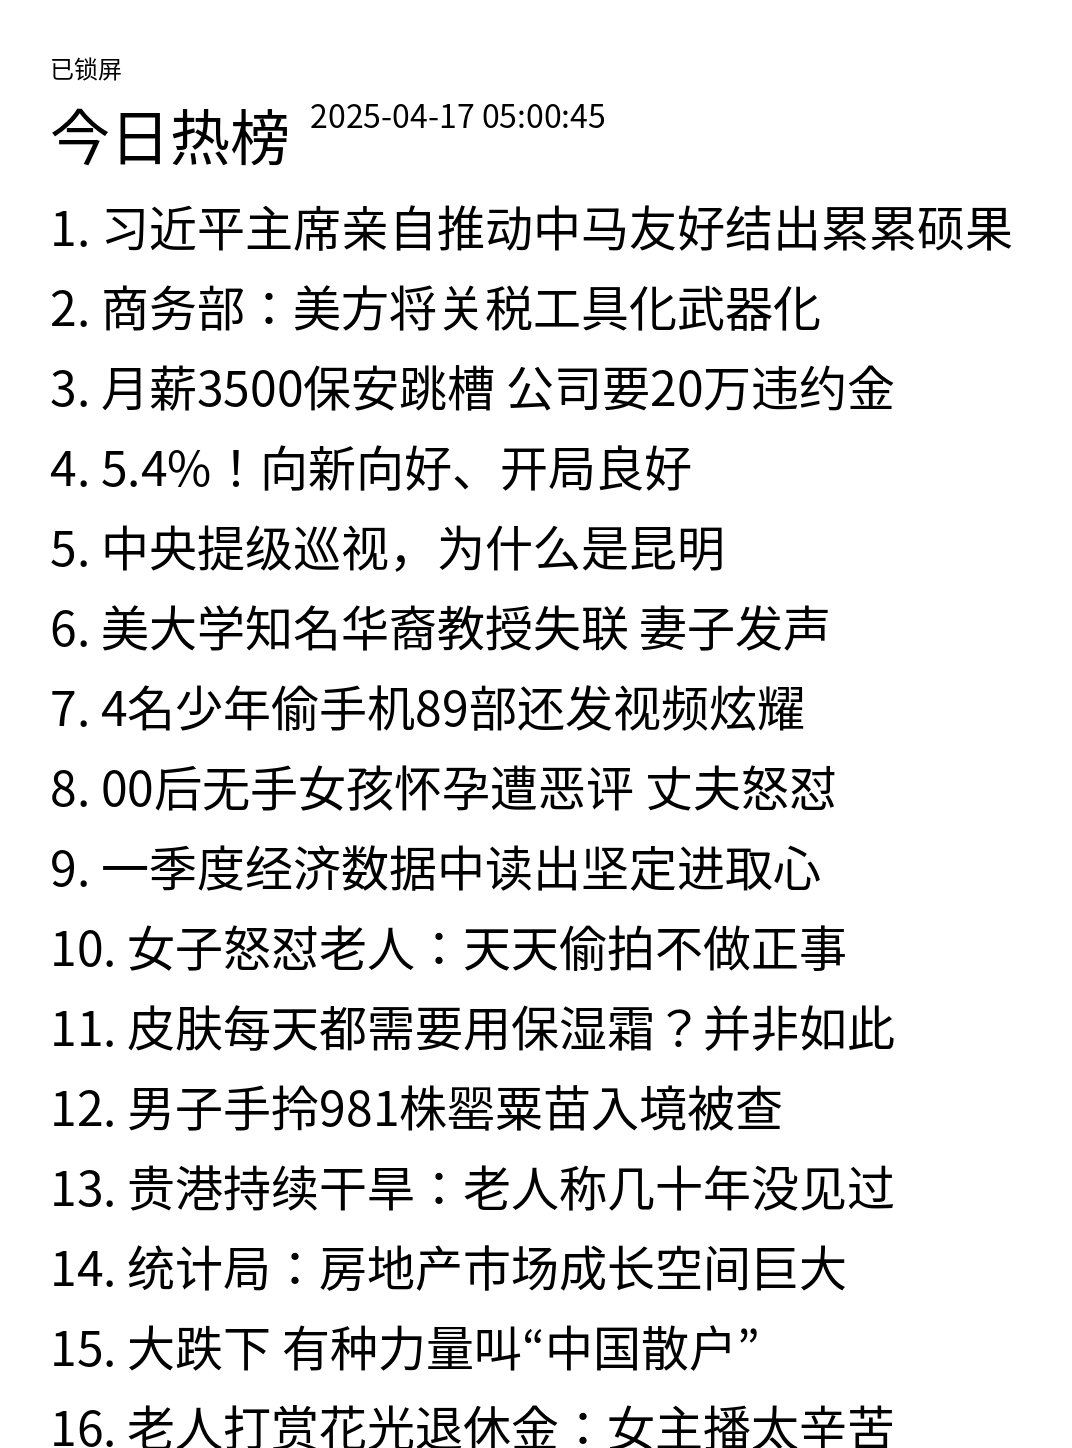 已锁屏
今日热榜 2025-04-17 05:00:45
1. 习近平主席亲自推动中马友好结出累累硕果
2. 商务部：美方将关税工具化武器化
3. 月薪3500保安跳槽 公司要20万违约金
4. 5.4%！向新向好、开局良好
5. 中央提级巡视，为什么是昆明
6. 美大学知名华裔教授失联 妻子发声
7. 4名少年偷手机89部还发视频炫耀
8. 00后无手女孩怀孕遭恶评 丈夫怒怼
9. 一季度经济数据中读出坚定进取心
10. 女子怒怼老人：天天偷拍不做正事
11. 皮肤每天都需要用保湿霜？并非如此
12. 男子手拎981株罂粟苗入境被查
13. 贵港持续干旱：老人称几十年没见过
14. 统计局：房地产市场成长空间巨大
15. 大跌下 有种力量叫“中国散户”
16. 老人打赏花光退休金：女主播太辛苦